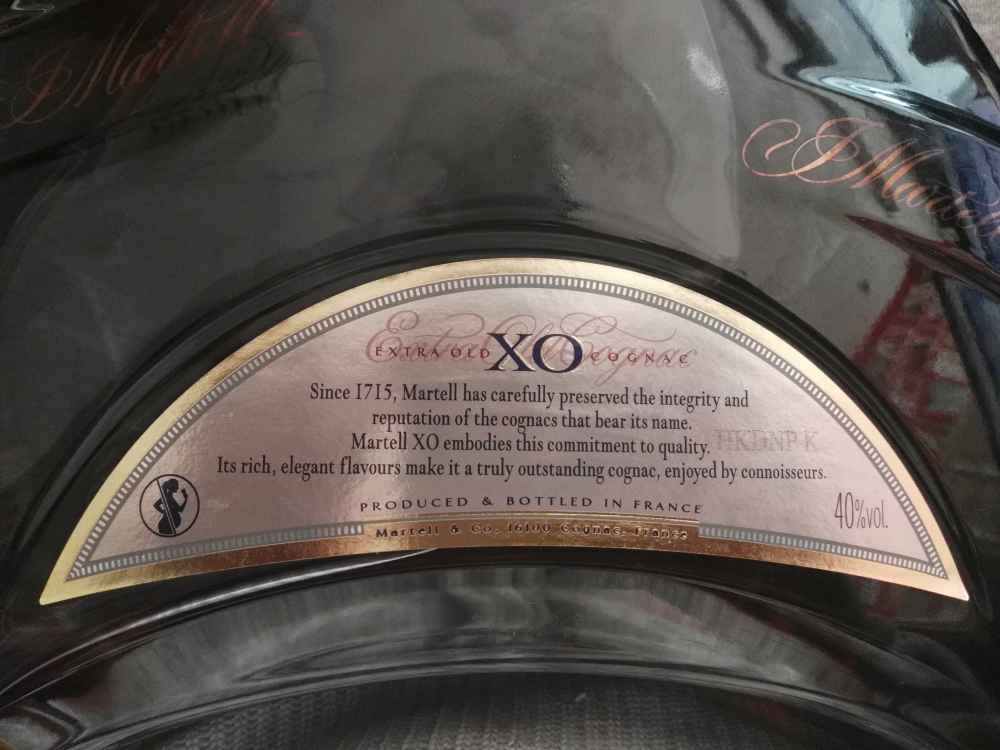 J Martell
J Martell
Extra Old Cognac
EXTRA OLD XO COGNAC
Since 1715, Martell has carefully preserved the integrity and
reputation of the cognacs that bear its name.
Martell XO embodies this commitment to quality. HKDNP K
Its rich, elegant flavours make it a truly outstanding cognac, enjoyed by connoisseurs.
PRODUCED & BOTTLED IN FRANCE
40%vol.
Martell & Co, 16100 Cognac, France